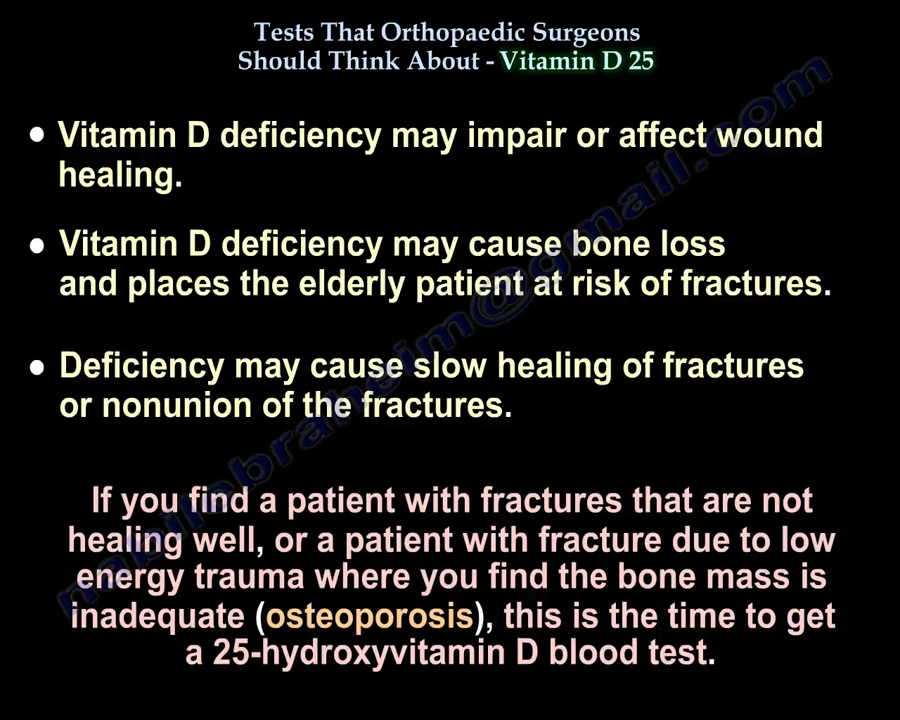 Tests That Orthopaedic Surgeons
Should Think About - Vitamin D 25
• Vitamin D deficiency may impair or affect wound
healing.
• Vitamin D deficiency may cause bone loss
and places the elderly patient at risk of fractures.
• Deficiency may cause slow healing of fractures
or nonunion of the fractures.
If you find a patient with fractures that are not
healing well, or a patient with fracture due to low
energy trauma where you find the bone mass is
inadequate (osteoporosis), this is the time to get
a 25-hydroxyvitamin D blood test.
nabilebraheim@gmail.com